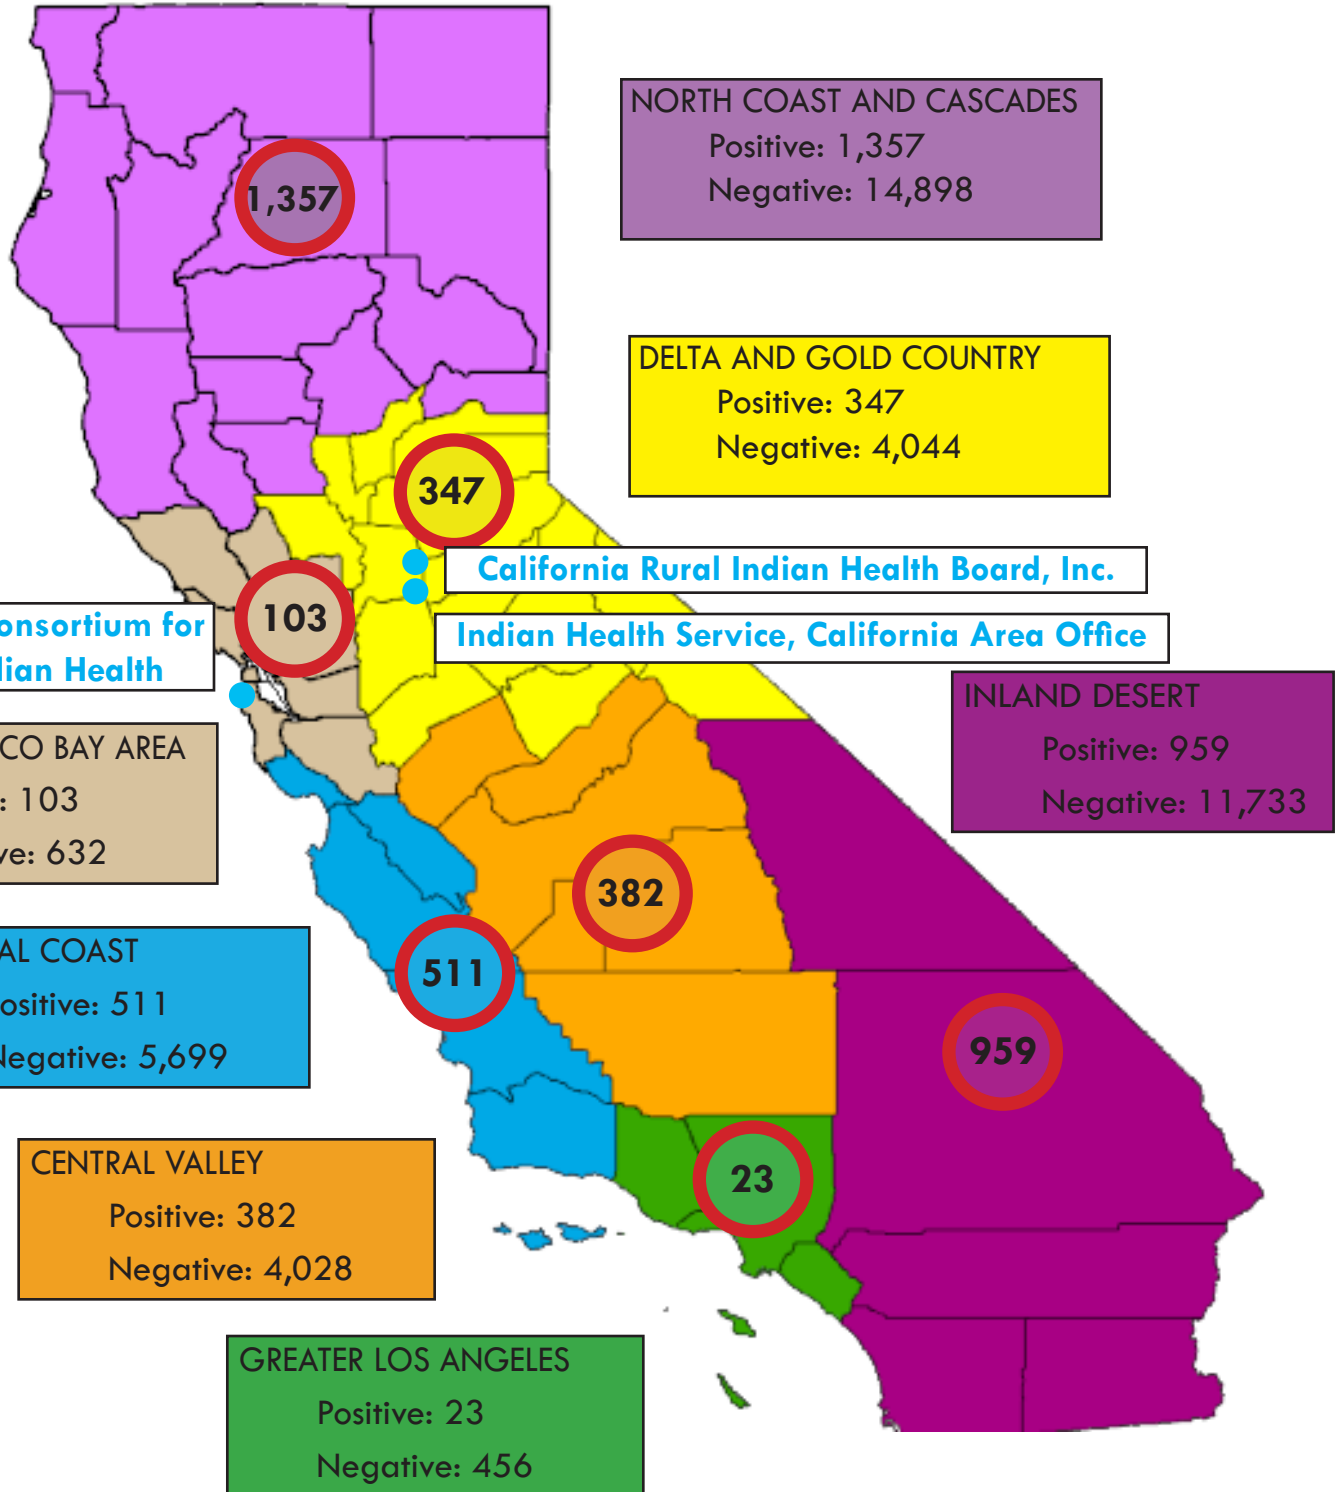 NORTH COAST AND CASCADES
Positive: 1,357
Negative: 14,898
1,357
DELTA AND GOLD COUNTRY
Positive: 347
Negative: 4,044
347
California Rural Indian Health Board, Inc.
103
onsortium for
dian Health
Indian Health Service, California Area Office
INLAND DESERT
Positive: 959
Negative: 11,733
CO BAY AREA
: 103
ve: 632
382
AL COAST
ositive: 511
Negative: 5,699
511
959
CENTRAL VALLEY
Positive: 382
Negative: 4,028
23
GREATER LOS ANGELES
Positive: 23
Negative: 456